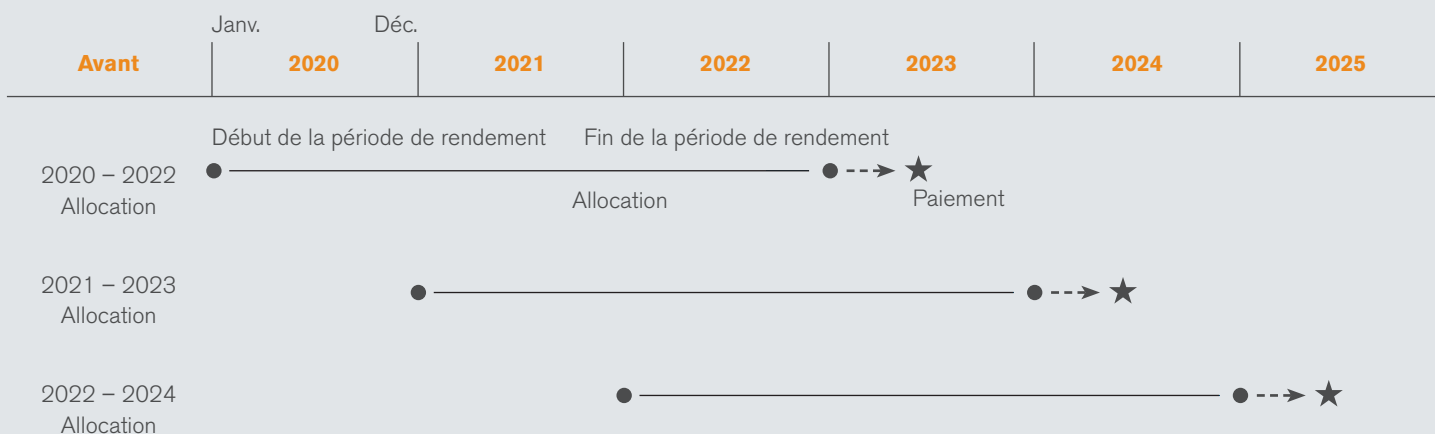 Janv. Déc.
Avant 2020 2021 2022 2023 2024 2025
Début de la période de rendement Fin de la période de rendement
2020 – 2022
Allocation
Allocation
Paiement
2021 – 2023
Allocation
2022 – 2024
Allocation